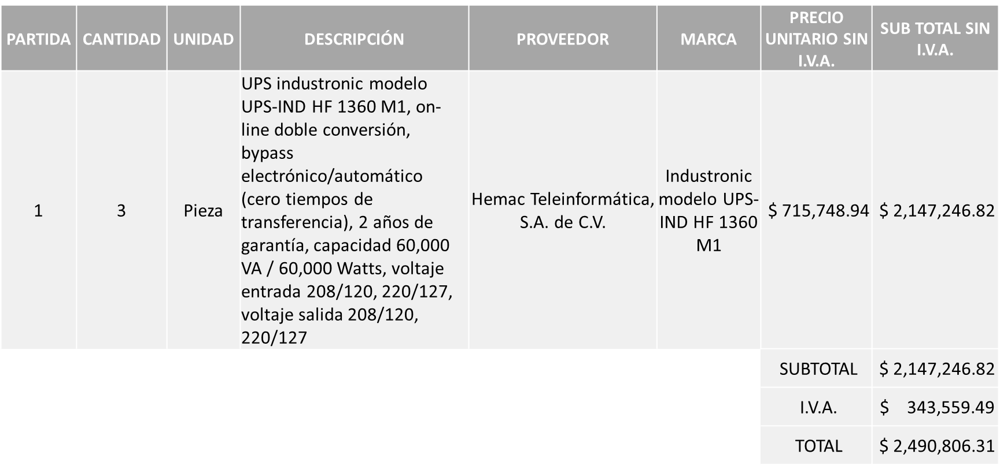 PARTIDA
CANTIDAD
UNIDAD
DESCRIPCIÓN
PROVEEDOR
MARCA
PRECIO
UNITARIO SIN
I.V.A.
SUB TOTAL SIN
I.V.A.
1
3
Pieza
UPS industronic modelo
UPS-IND HF 1360 M1, on-
line doble conversión,
bypass
electrónico/automático
(cero tiempos de
transferencia), 2 años de
garantía, capacidad 60,000
VA / 60,000 Watts, voltaje
entrada 208/120, 220/127,
voltaje salida 208/120,
220/127
Hemac Teleinformática,
S.A. de C.V.
Industronic
modelo UPS-
IND HF 1360
M1
$ 715,748.94
$ 2,147,246.82
SUBTOTAL
$ 2,147,246.82
I.V.A.
$ 343,559.49
TOTAL
$ 2,490,806.31